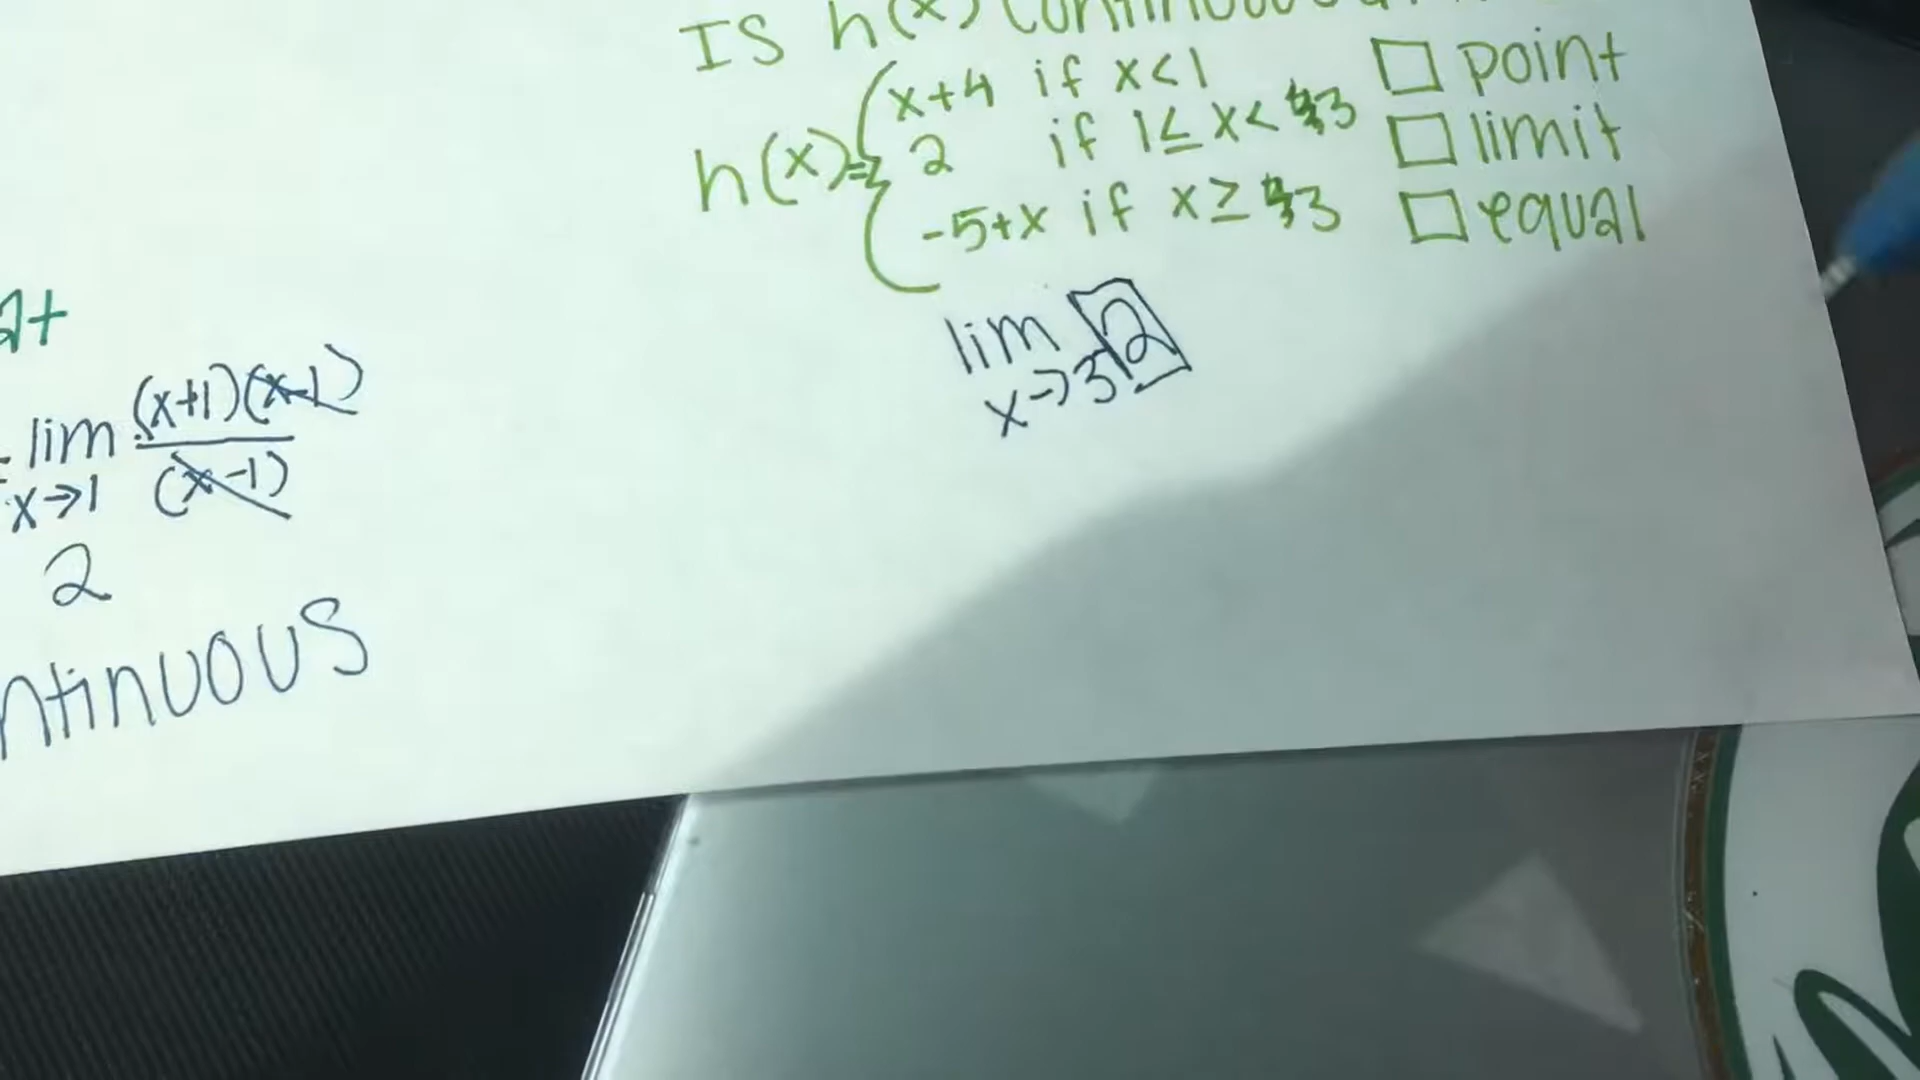 Is h(x) continuous
h(x)= { x+4 if x<1
2 if 1≤x<3
-5+x if x≥3
□ point
□ limit
□ equal
lim x→3⁻ 2
at
lim x→1 (x+1)(x-1) / (x-1)
2
ntinuous